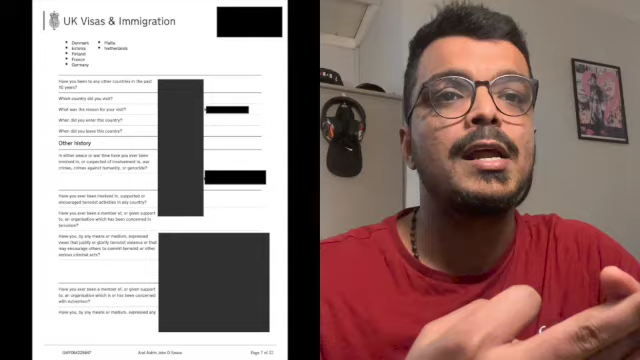 UK Visas & Immigration
Denmark
Malta
Estonia
Netherlands
Finland
France
Germany
Have you been to any other countries in the past
10 years?
Which country did you visit?
What was the reason for your visit?
When did you enter this country?
When did you leave this country?
Other history
In either peace or war time have you ever been
involved in, or suspected of involvement in, war
crimes, crimes against humanity, or genocide?
Have you ever been involved in, supported or
encouraged terrorist activities in any country?
Have you ever been a member of, or given support
to, an organisation which has been concerned in
terrorism?
Have you, by any means or medium, expressed
views that justify or glorify terrorist violence or that
may encourage others to commit terrorist or other
serious criminal acts?
Have you ever been a member of, or given support
to, an organisation which is or has been concerned
with extremism?
Have you, by any means or medium, expressed any
Page 7 of 22